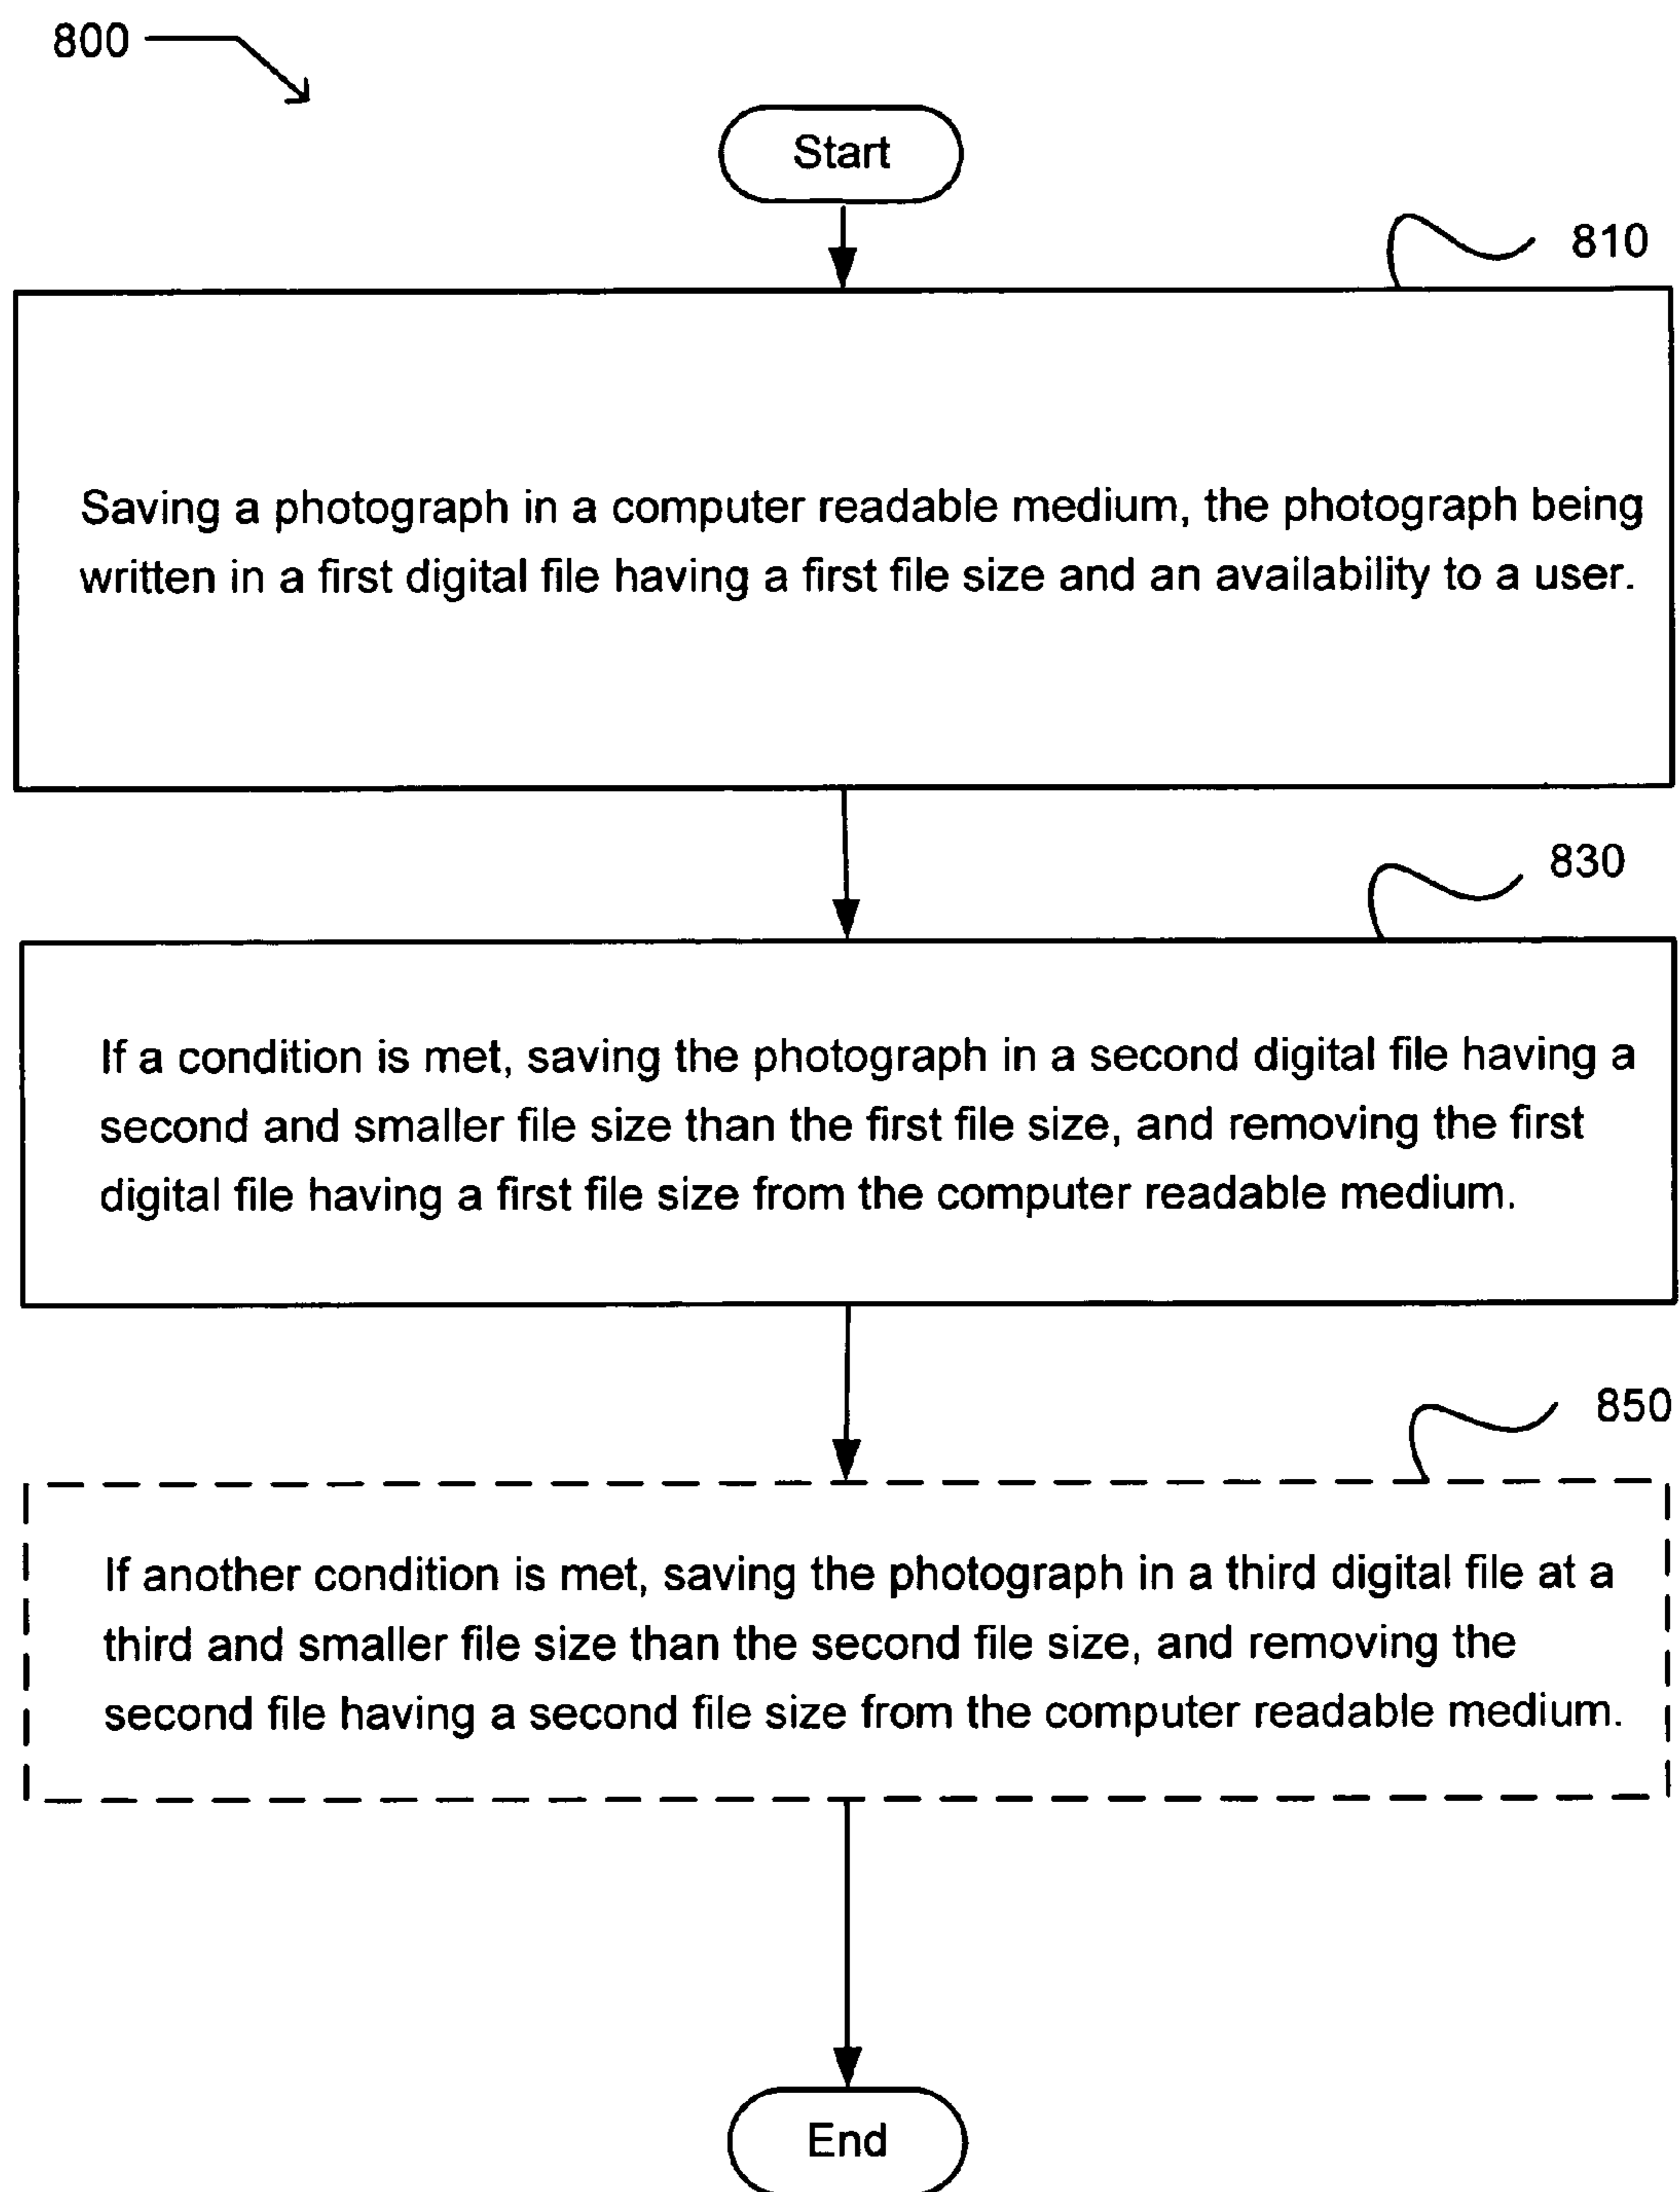 800
Start
810
Saving a photograph in a computer readable medium, the photograph being
written in a first digital file having a first file size and an availability to a user.
830
If a condition is met, saving the photograph in a second digital file having a
second and smaller file size than the first file size, and removing the first
digital file having a first file size from the computer readable medium.
850
If another condition is met, saving the photograph in a third digital file at a
third and smaller file size than the second file size, and removing the
second file having a second file size from the computer readable medium.
End